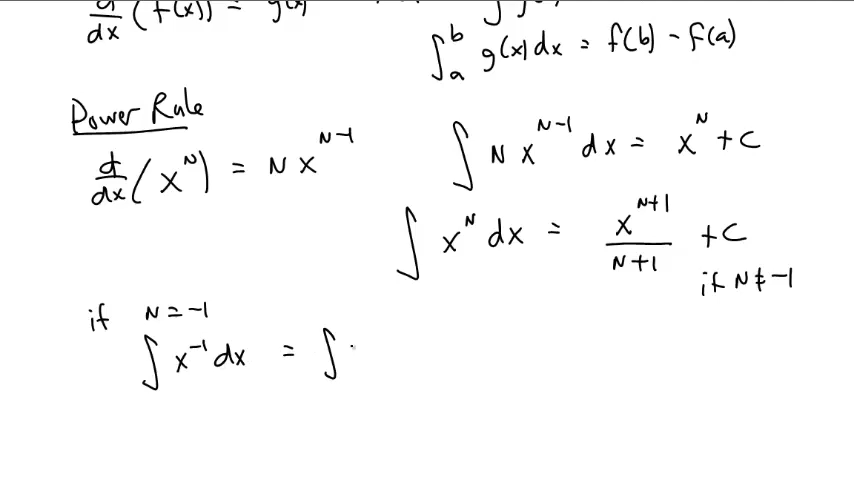 d/dx (f(x)) = g(x)
∫_a^b g(x) dx = f(b) - f(a)
Power Rule
d/dx (x^N) = N x^{N-1}
∫ N x^{N-1} dx = x^N + C
∫ x^N dx = x^{N+1}/N+1 + C
if N ≠ -1
if N = -1
∫ x^{-1} dx = ∫